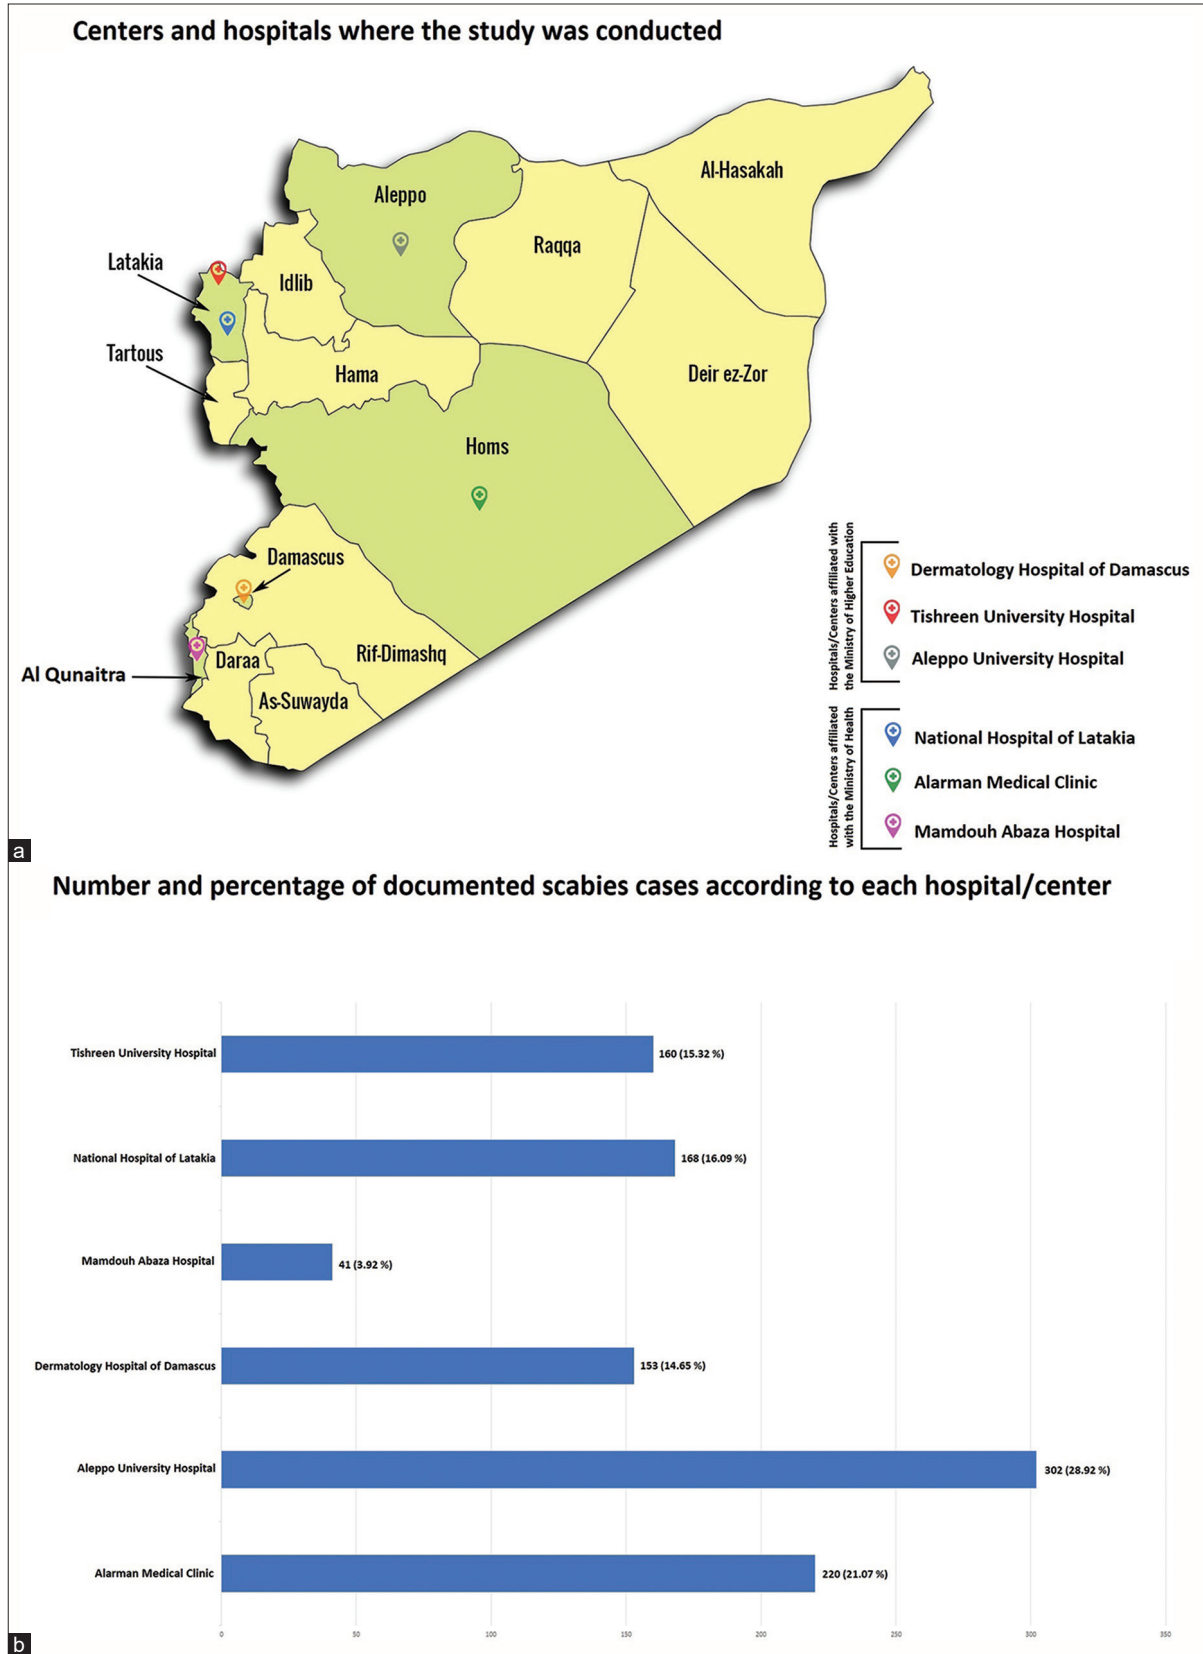 Centers and hospitals where the study was conducted
Al-Hasakah
Aleppo
Raqqa
Latakia
Idlib
Tartous
Hama
Deir ez-Zor
Homs
Damascus
Daraa
Rif-Dimashq
Al Qunaitra
As-Suwayda
Hospitals/Centers affiliated with
the Ministry of Higher Education
Dermatology Hospital of Damascus
Tishreen University Hospital
Aleppo University Hospital
Hospitals/Centers affiliated
with the Ministry of Health
National Hospital of Latakia
Alarman Medical Clinic
Mamdouh Abaza Hospital
a
Number and percentage of documented scabies cases according to each hospital/center
Tishreen University Hospital 160 (15.32 %)
National Hospital of Latakia 168 (16.09 %)
Mamdouh Abaza Hospital 41 (3.92 %)
Dermatology Hospital of Damascus 153 (14.65 %)
Aleppo University Hospital 302 (28.92 %)
Alarman Medical Clinic 220 (21.07 %)
0 50 100 150 200 250 300 350
b